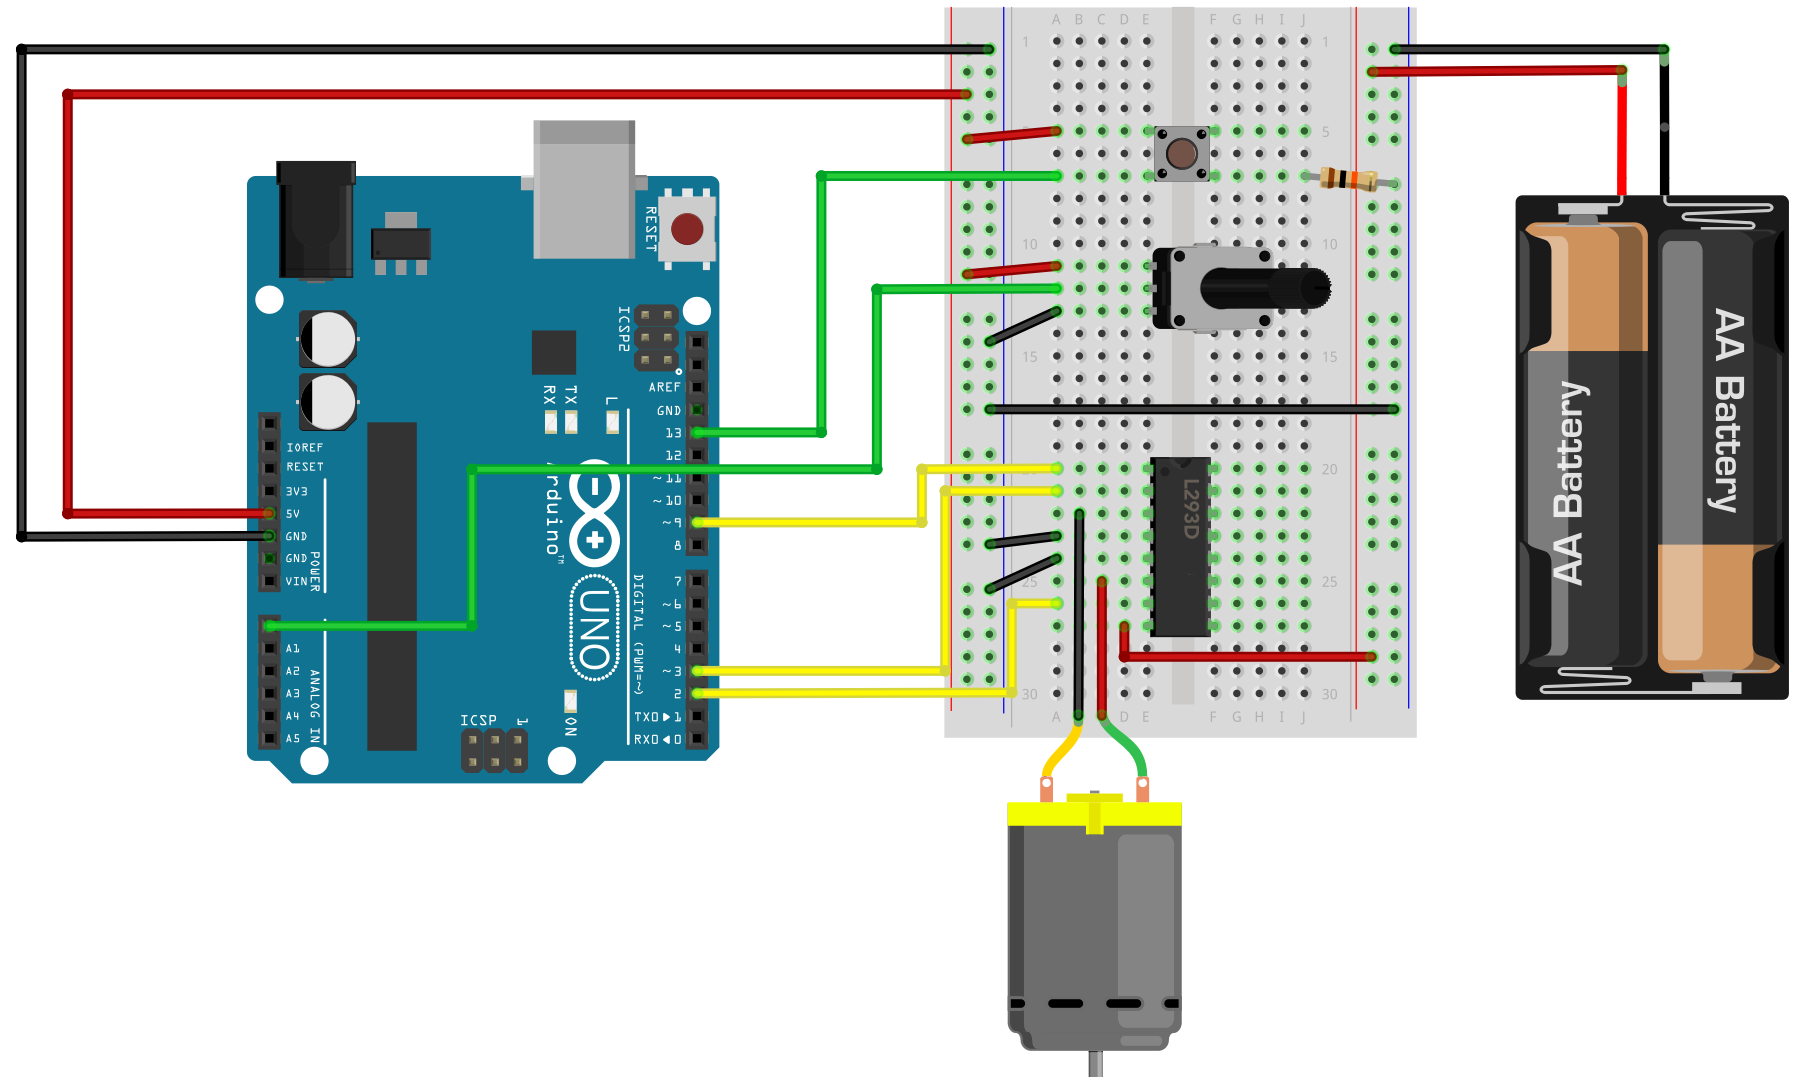 A B C D E F G H I J
1 1
5
10 10
15 15
20
25 25
30 30
A B C D E F G H I J
RESET
ICSP2
AREF
GND
13
12
~ 11
~ 10
~ 9
8
7
~ 6
~ 5
4
~ 3
2
TX0 ▶ 1
RX0 ◀ 0
DIGITAL (PWM=~)
RX
TX
L
Arduino™
UNO
ON
ICSP
1
IOREF
RESET
3V3
5V
GND
GND
VIN
POWER
A1
A2
A3
A4
A5
ANALOG IN
L293D
AA Battery
AA Battery